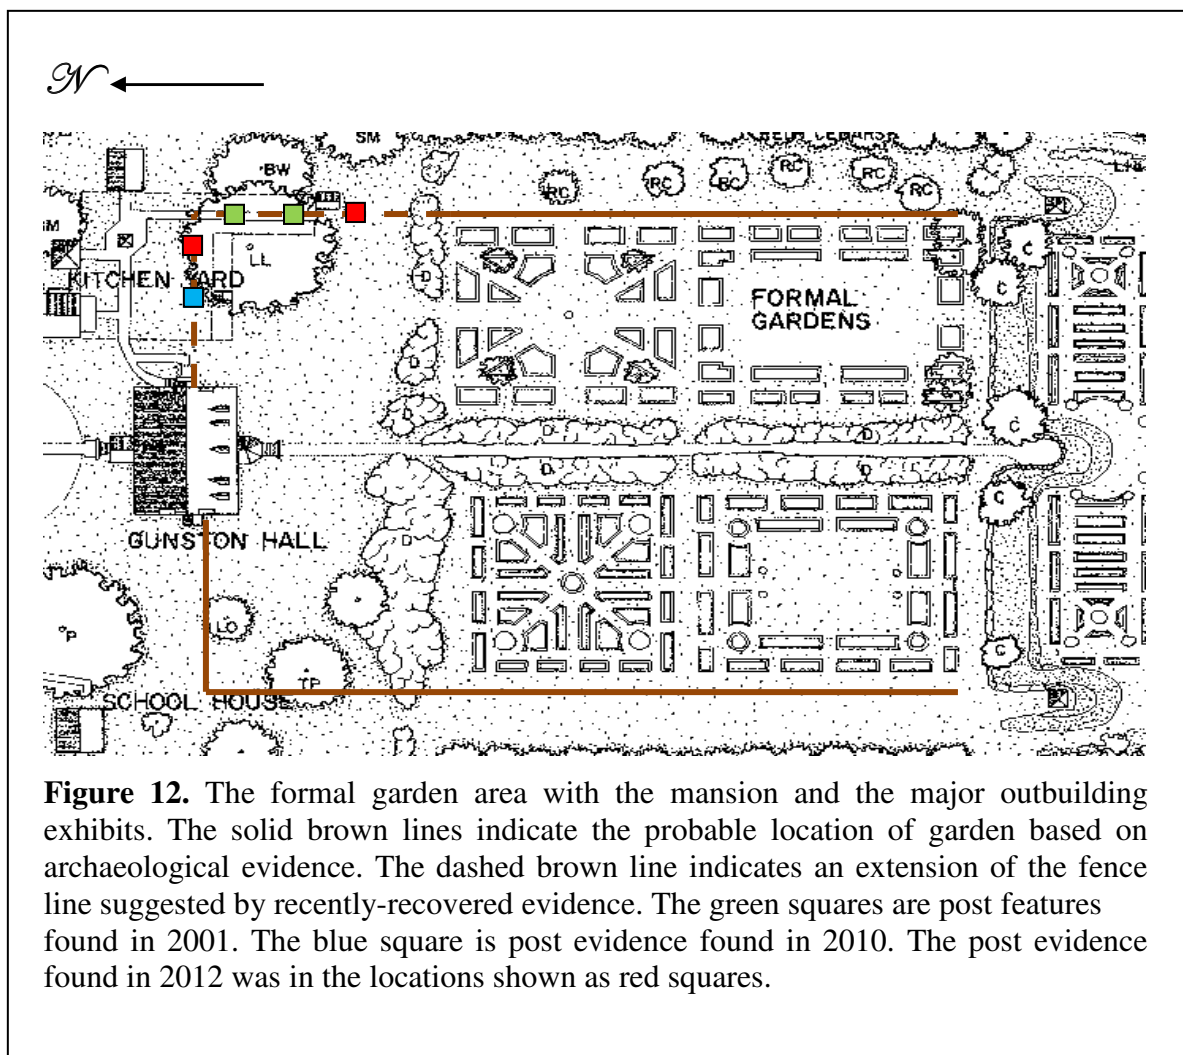 N
SM
BW
RC
RC
RC
RC
RC
RC
SM
LL
KITCHEN YARD
D
C
C
FORMAL
GARDENS
D
D
D
D
C
D
D
C
GUNSTON HALL
D
LO
P
TP
C
SCHOOL HOUSE
Figure 12. The formal garden area with the mansion and the major outbuilding
exhibits. The solid brown lines indicate the probable location of garden based on
archaeological evidence. The dashed brown line indicates an extension of the fence
line suggested by recently-recovered evidence. The green squares are post features
found in 2001. The blue square is post evidence found in 2010. The post evidence
found in 2012 was in the locations shown as red squares.